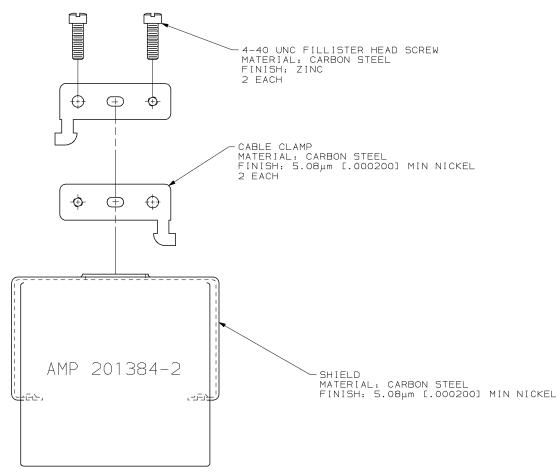 4-40 UNC FILLISTER HEAD SCREW
MATERIAL: CARBON STEEL
FINISH: ZINC
2 EACH
CABLE CLAMP
MATERIAL: CARBON STEEL
FINISH: 5.08µm [.000200] MIN NICKEL
2 EACH
AMP 201384-2
SHIELD
MATERIAL: CARBON STEEL
FINISH: 5.08µm [.000200] MIN NICKEL